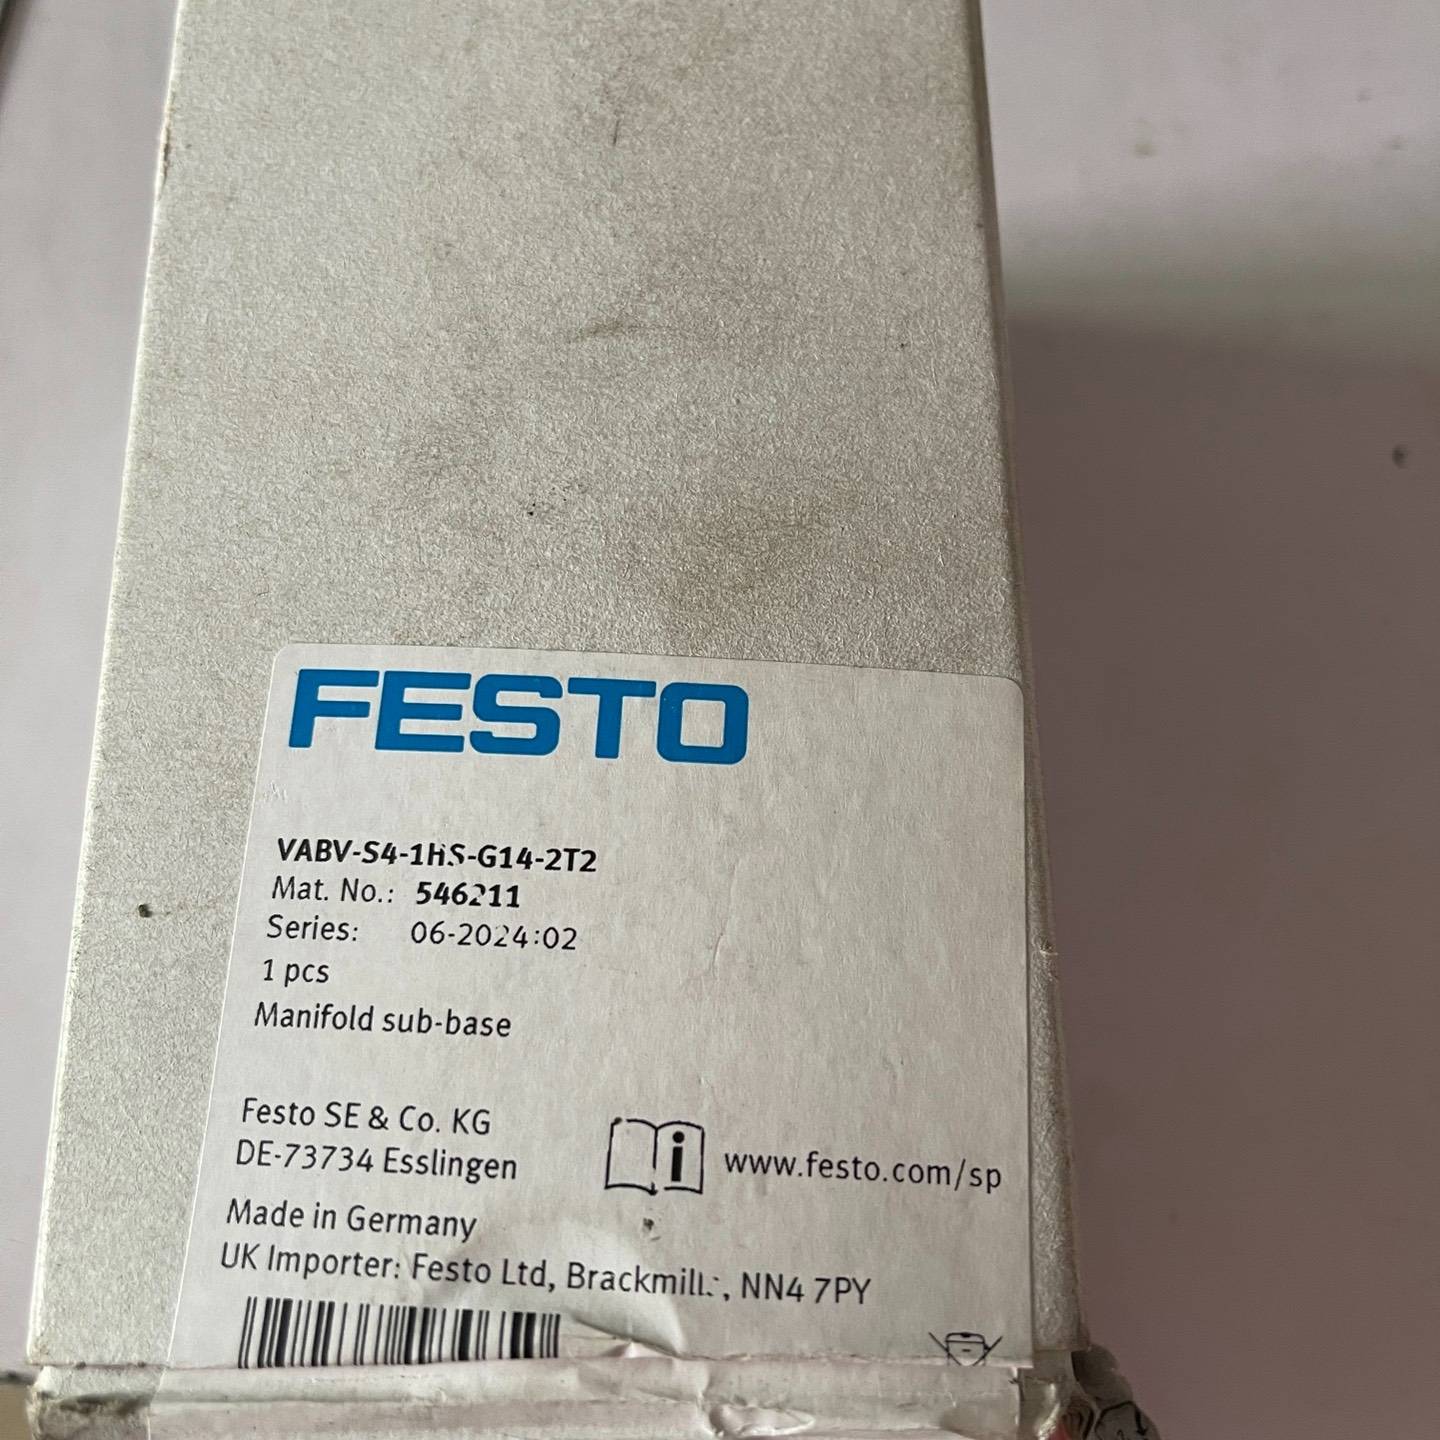 FESTO
VABV-S4-1HS-G14-2T2
Mat. No.: 546211
Series: 06-2024:02
1 pcs
Manifold sub-base
Festo SE & Co. KG
DE-73734 Esslingen
www.festo.com/sp
Made in Germany
UK Importer: Festo Ltd, Brackmills, NN4 7PY